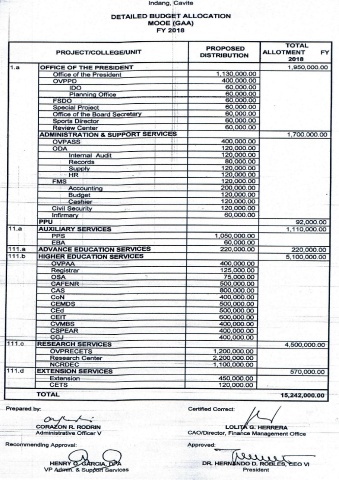 Indang, Cavite
DETAILED BUDGET ALLOCATION
MOOE (GAA)
FY 2018
PROJECT/COLLEGE/UNIT PROPOSED DISTRIBUTION TOTAL ALLOTMENT FY 2018
1.a OFFICE OF THE PRESIDENT 1,950,000.00
Office of the President 1,130,000.00
OVPPD 400,000.00
IDO 60,000.00
Planning Office 60,000.00
FSDO 60,000.00
Special Project 60,000.00
Office of the Board Secretary 60,000.00
Sports Director 60,000.00
Review Center 60,000.00
ADMINISTRATION & SUPPORT SERVICES 1,700,000.00
OVPASS 400,000.00
ODA 120,000.00
Internal Audit 120,000.00
Records 80,000.00
Supply 120,000.00
HR 120,000.00
FMS 120,000.00
Accounting 200,000.00
Budget 120,000.00
Cashier 120,000.00
Civil Security 120,000.00
Infirmary 60,000.00
PPU 92,000.00
11.a AUXILIARY SERVICES 1,110,000.00
PPS 1,050,000.00
EBA 60,000.00
111.a ADVANCE EDUCATION SERVICES 220,000.00 220,000.00
111.b HIGHER EDUCATION SERVICES 5,100,000.00
OVPAA 400,000.00
Registrar 125,000.00
OSA 75,000.00
CAFENR 500,000.00
CAS 800,000.00
CoN 400,000.00
CEMDS 500,000.00
CEd 500,000.00
CEIT 600,000.00
CVMBS 400,000.00
CSPEAR 400,000.00
CCJ 400,000.00
111.c RESEARCH SERVICES 4,500,000.00
OVPRECETS 1,200,000.00
Research Center 2,200,000.00
NCRDEC 1,100,000.00
111.d EXTENSION SERVICES 570,000.00
Extension 450,000.00
CETS 120,000.00
TOTAL 15,242,000.00
Prepared by: Certified Correct:
CORAZON R. RODRIN LOLITA G. HERRERA
Administrative Officer V CAO/Director, Finance Management Office
Recommending Approval: Approved:
HENRY O. GARCIA, DPA DR. HERNANDO D. ROBLES, CEO VI
VP Admin. & Support Services President